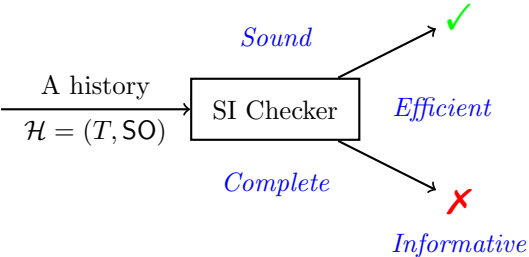 Sound
✓
A history
SI Checker
Efficient
ℋ = (T, SO)
Complete
✗
Informative